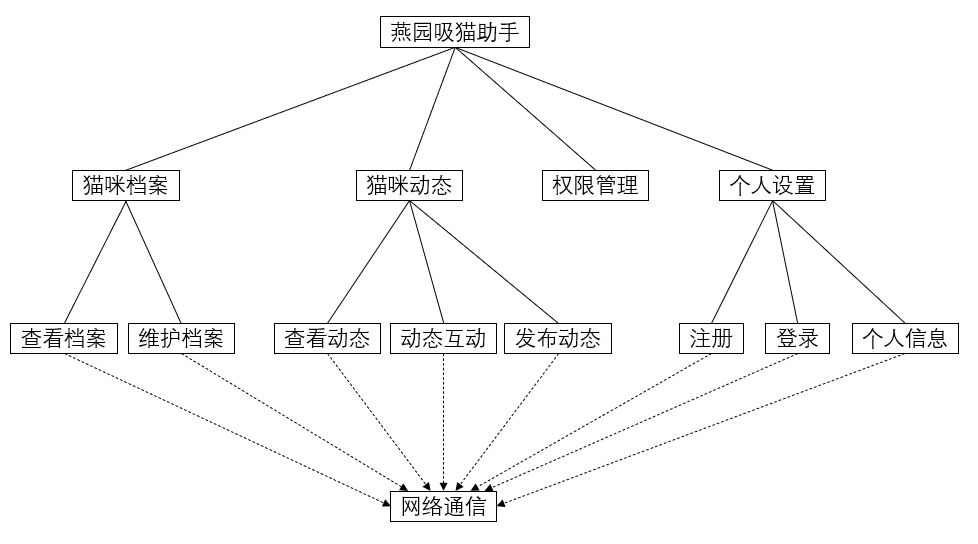 燕园吸猫助手
猫咪档案
猫咪动态
权限管理
个人设置
查看档案
维护档案
查看动态
动态互动
发布动态
注册
登录
个人信息
网络通信